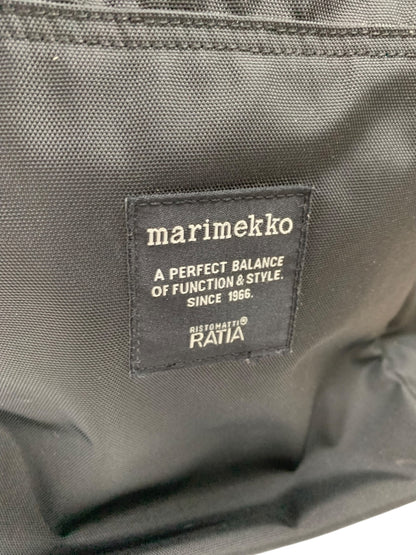 marimekko
A PERFECT BALANCE
OF FUNCTION & STYLE.
SINCE 1966.
RISTOMATTI®
RATIA